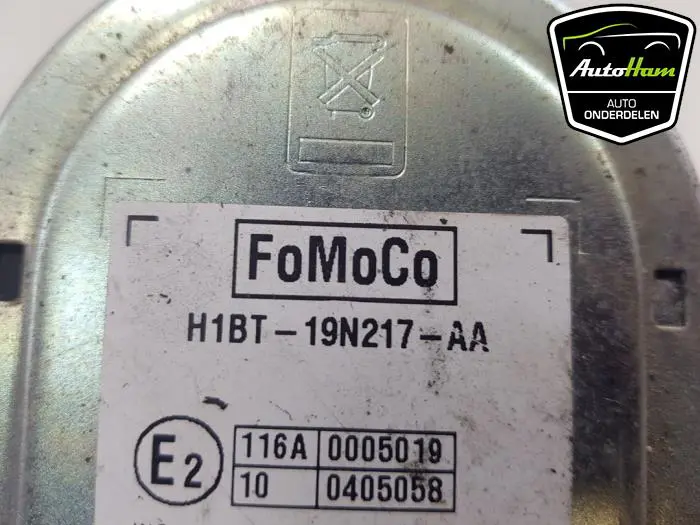 AutoHam
AUTO
ONDERDELEN
FoMoCo
H1BT-19N217-AA
E2
116A 0005019
10 0405058